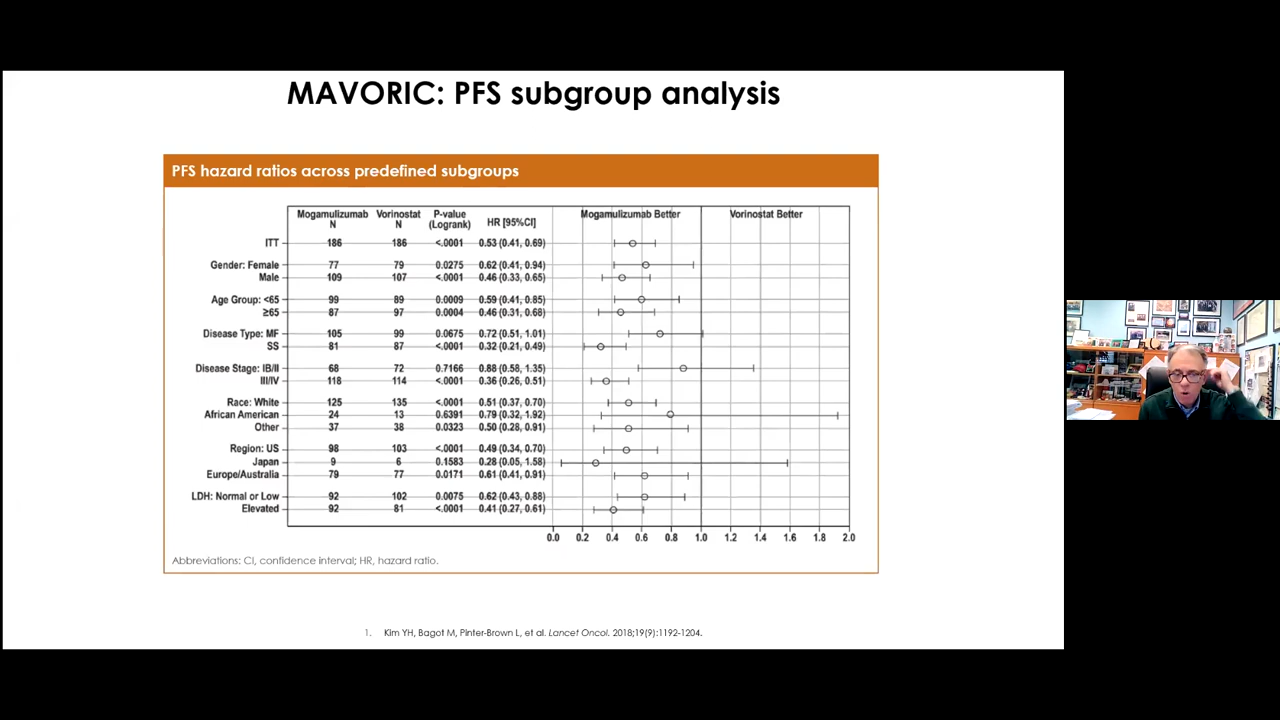 MAVORIC: PFS subgroup analysis
PFS hazard ratios across predefined subgroups
Mogamulizumab N Vorinostat N P-value (Logrank) HR [95%CI] Mogamulizumab Better Vorinostat Better
ITT 186 186 <.0001 0.53 (0.41, 0.69)
Gender: Female 77 79 0.0275 0.62 (0.41, 0.94)
Male 109 107 <.0001 0.46 (0.33, 0.65)
Age Group: <65 99 89 0.0009 0.59 (0.41, 0.85)
≥65 87 97 0.0004 0.46 (0.31, 0.68)
Disease Type: MF 105 99 0.0675 0.72 (0.51, 1.01)
SS 81 87 <.0001 0.32 (0.21, 0.49)
Disease Stage: IB/II 68 72 0.7166 0.88 (0.58, 1.35)
III/IV 118 114 <.0001 0.36 (0.26, 0.51)
Race: White 125 135 <.0001 0.51 (0.37, 0.70)
African American 24 13 0.6391 0.79 (0.32, 1.92)
Other 37 38 0.0323 0.50 (0.28, 0.91)
Region: US 98 103 <.0001 0.49 (0.34, 0.70)
Japan 9 6 0.1583 0.28 (0.05, 1.58)
Europe/Australia 79 77 0.0171 0.61 (0.41, 0.91)
LDH: Normal or Low 92 102 0.0075 0.62 (0.43, 0.88)
Elevated 92 81 <.0001 0.41 (0.27, 0.61)
0.0 0.2 0.4 0.6 0.8 1.0 1.2 1.4 1.6 1.8 2.0
Abbreviations: CI, confidence interval; HR, hazard ratio.
1. Kim YH, Bagot M, Pinter-Brown L, et al. Lancet Oncol. 2018;19(9):1192-1204.